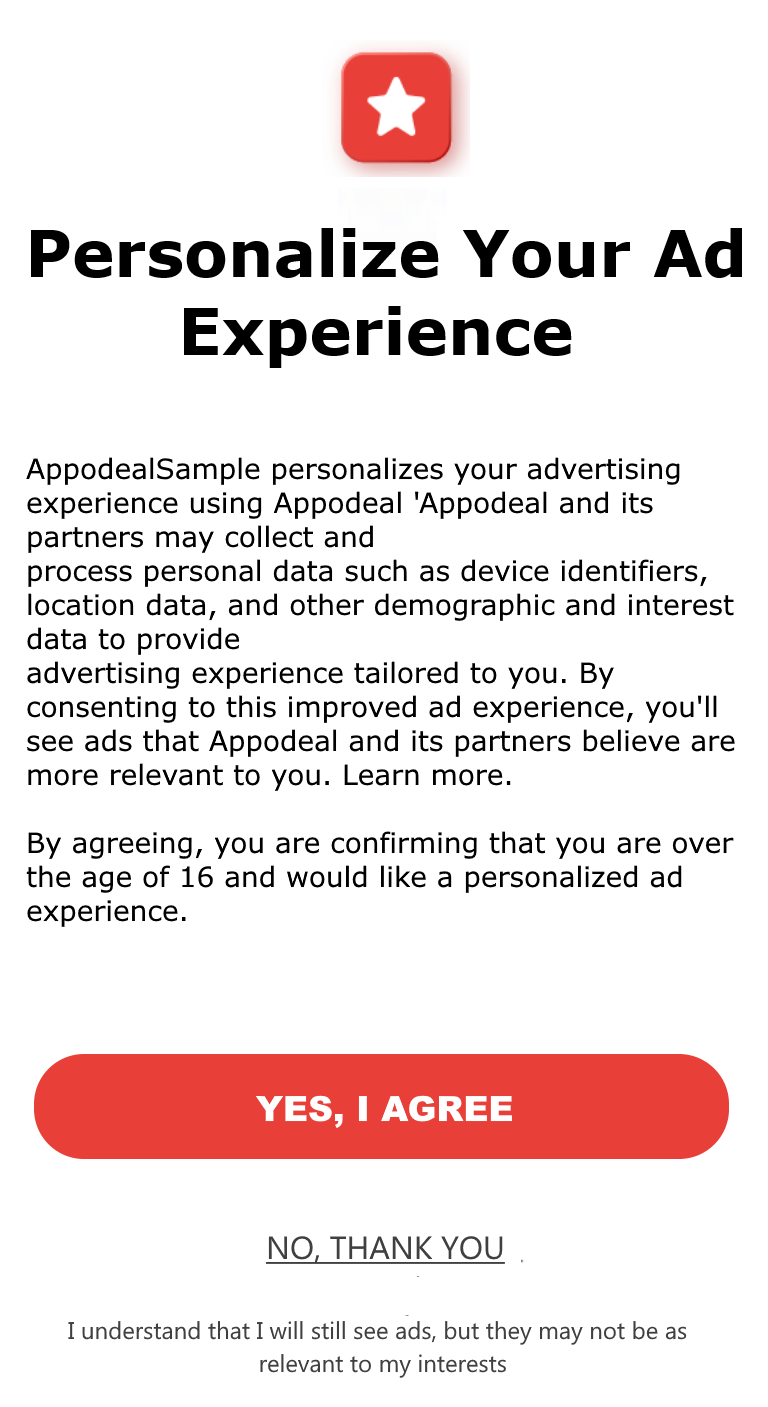 Personalize Your Ad
Experience
AppodealSample personalizes your advertising
experience using Appodeal 'Appodeal and its
partners may collect and
process personal data such as device identifiers,
location data, and other demographic and interest
data to provide
advertising experience tailored to you. By
consenting to this improved ad experience, you'll
see ads that Appodeal and its partners believe are
more relevant to you. Learn more.
By agreeing, you are confirming that you are over
the age of 16 and would like a personalized ad
experience.
YES, I AGREE
NO, THANK YOU
I understand that I will still see ads, but they may not be as
relevant to my interests